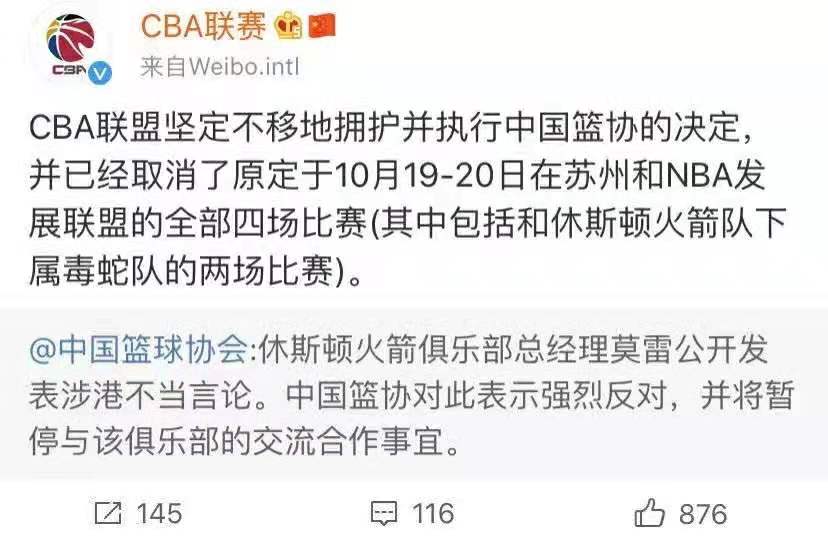 CBA
CBA联赛
来自Weibo.intl
CBA联盟坚定不移地拥护并执行中国篮协的决定，
并已经取消了原定于10月19-20日在苏州和NBA发
展联盟的全部四场比赛(其中包括和休斯顿火箭队下
属毒蛇队的两场比赛)。
@中国篮球协会:休斯顿火箭俱乐部总经理莫雷公开发
表涉港不当言论。中国篮协对此表示强烈反对，并将暂
停与该俱乐部的交流合作事宜。
145 116 876